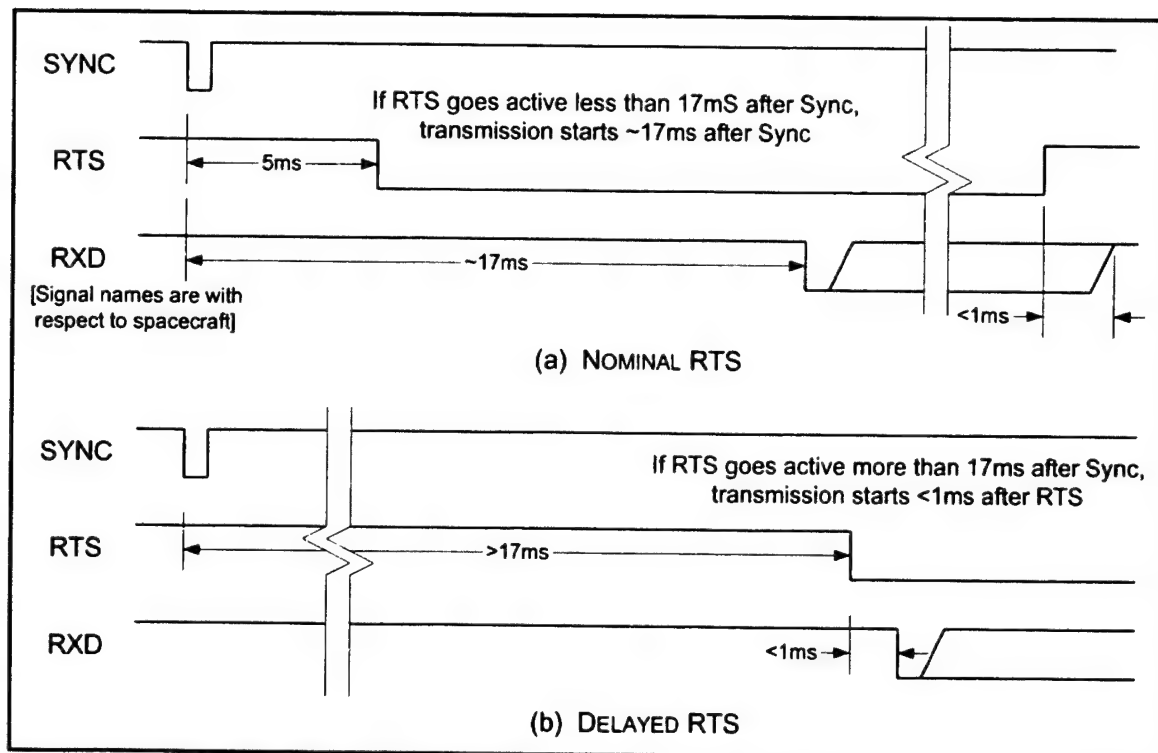 SYNC
If RTS goes active less than 17mS after Sync,
transmission starts ~17ms after Sync
RTS
5ms
RXD
~17ms
[Signal names are with
respect to spacecraft]
<1ms
(a) NOMINAL RTS
SYNC
If RTS goes active more than 17ms after Sync,
transmission starts <1ms after RTS
RTS
>17ms
RXD
<1ms
(b) DELAYED RTS